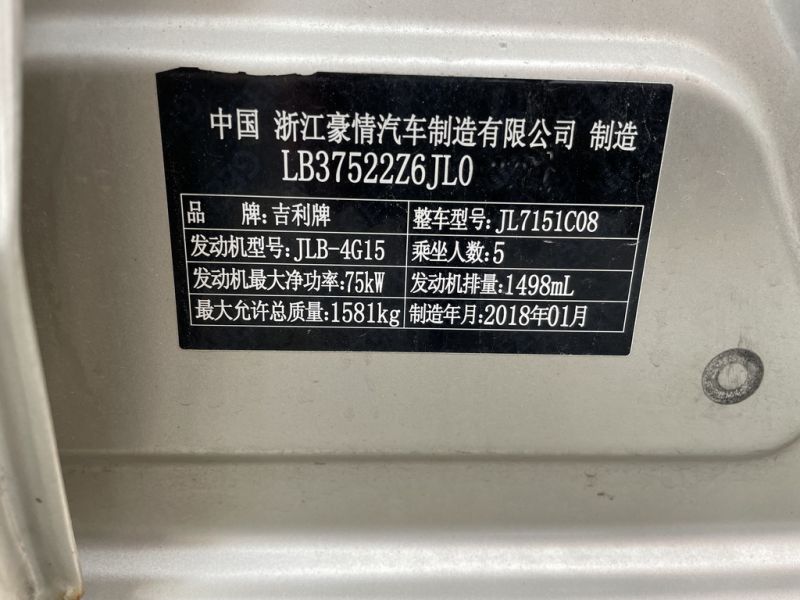 中国 浙江豪情汽车制造有限公司 制造
LB37522Z6JL0
品 牌:吉利牌
整车型号:JL7151C08
发动机型号:JLB-4G15
乘坐人数:5
发动机最大净功率:75kW
发动机排量:1498mL
最大允许总质量:1581kg
制造年月:2018年01月